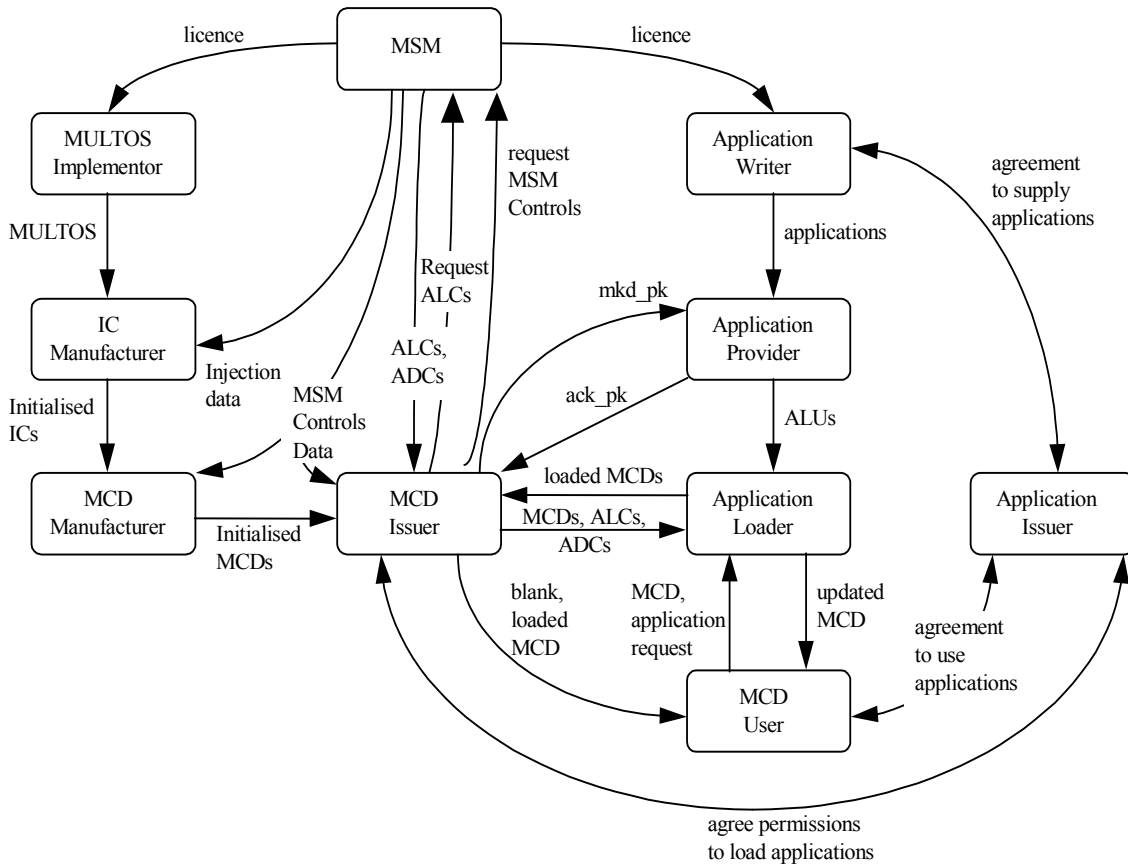 licence
MSM
licence
MULTOS
Implementor
request
MSM
Controls
Application
Writer
agreement
to supply
applications
MULTOS
applications
Request
ALCs
mkd_pk
IC
Manufacturer
Application
Provider
Injection
data
ALCs,
ADCs
Initialised
ICs
MSM
Controls
Data
ack_pk
ALUs
MCD
Manufacturer
Initialised
MCDs
MCD
Issuer
loaded MCDs
MCDs, ALCs,
ADCs
Application
Loader
Application
Issuer
blank,
loaded
MCD
MCD,
application
request
updated
MCD
agreement
to use
applications
MCD
User
agree permissions
to load applications